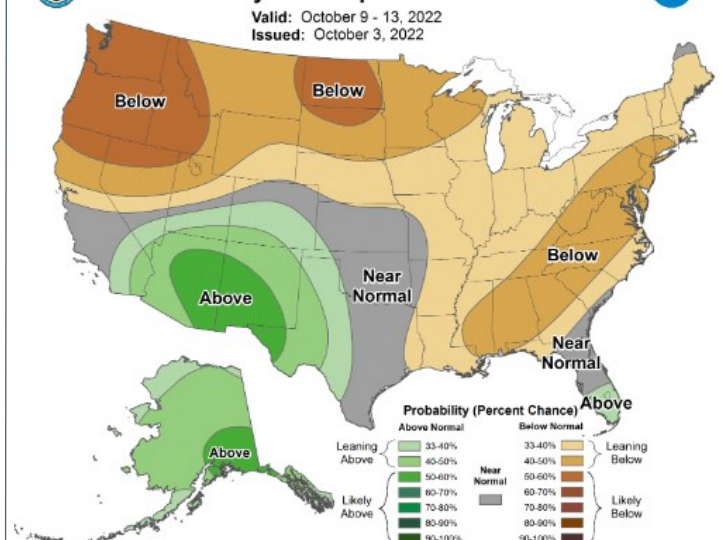 Valid: October 9 - 13, 2022
Issued: October 3, 2022
Below
Below
Below
Near
Normal
Above
Near
Normal
Above
Above
Probability (Percent Chance)
Above Normal
Below Normal
Leaning
Above
33-40%
40-50%
Likely
Above
50-60%
60-70%
70-80%
80-90%
90-100%
Near
Normal
33-40%
40-50%
Leaning
Below
50-60%
60-70%
70-80%
80-90%
90-100%
Likely
Below